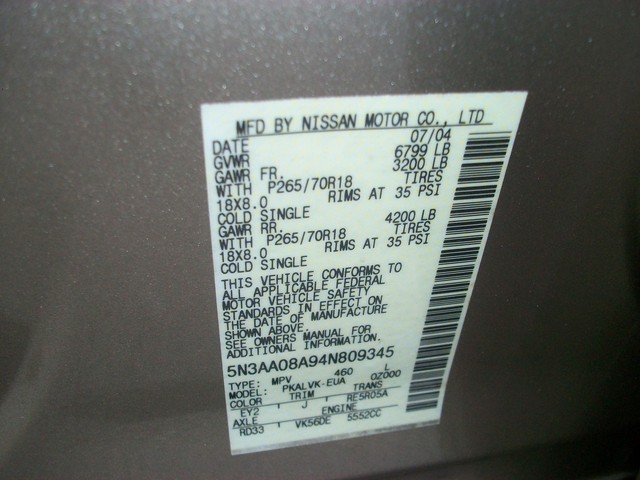 MFD BY NISSAN MOTOR CO., LTD
DATE 07/04
GVWR 6799 LB
GAWR FR. 3200 LB
WITH P265/70R18 TIRES
18X8.0 RIMS AT 35 PSI
COLD SINGLE
GAWR RR. 4200 LB
WITH P265/70R18 TIRES
18X8.0 RIMS AT 35 PSI
COLD SINGLE
THIS VEHICLE CONFORMS TO
ALL APPLICABLE FEDERAL
MOTOR VEHICLE SAFETY
STANDARDS IN EFFECT ON
THE DATE OF MANUFACTURE
SHOWN ABOVE.
SEE OWNERS MANUAL FOR
ADDITIONAL INFORMATION.
5N3AA08A94N809345
TYPE: MPV 460 L
MODEL: PKALVK-EUA OZ000
COLOR TRIM TRANS
EY2 J RE5R05A
AXLE ENGINE
RD33 VK56DE 5552CC